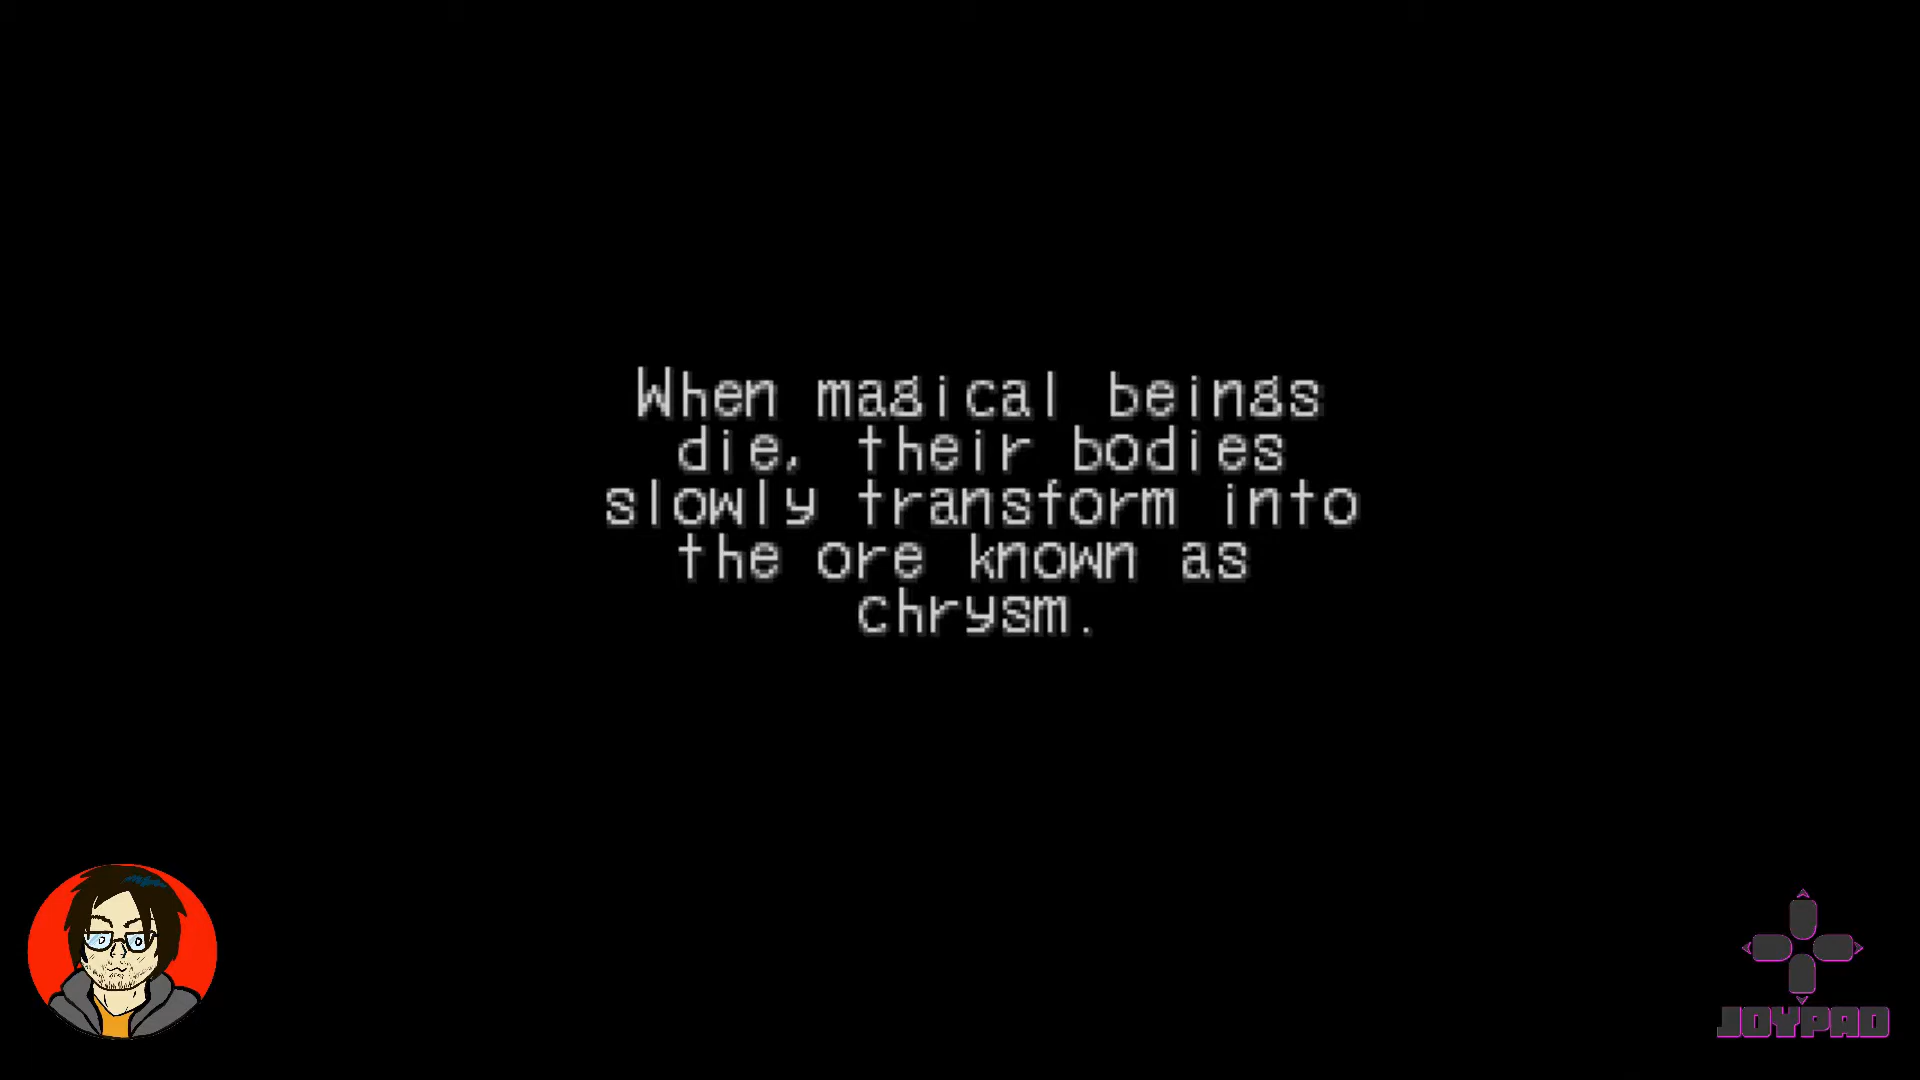 When magical beings
die, their bodies
slowly transform into
the ore known as
chrysm.
JOYPAD